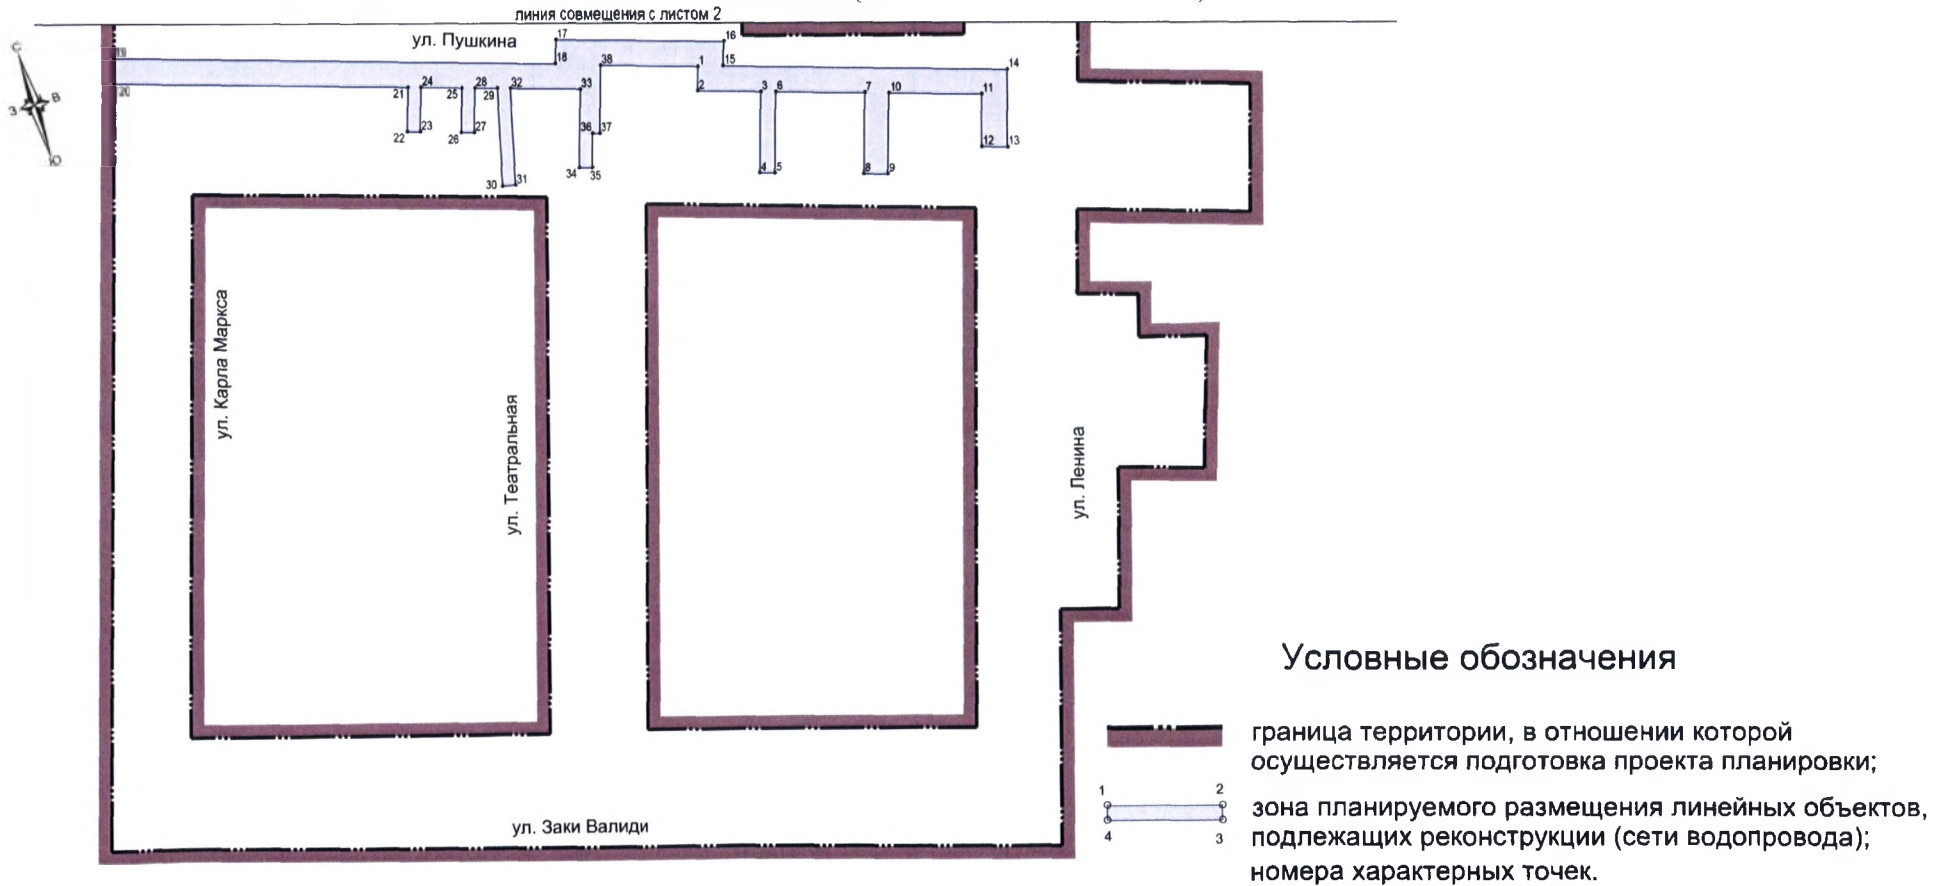 линия совмещения с листом 2
ул. Пушкина
17
16
18
38
1
15
14
19
20
21
24
25
28
29
32
33
2
3
6
7
10
11
22
23
26
27
36
37
12
13
34
35
4
5
8
9
30
31
С
В
З
Ю
ул. Карла Маркса
ул. Театральная
ул. Ленина
ул. Заки Валиди
Условные обозначения
граница территории, в отношении которой
осуществляется подготовка проекта планировки;
1
2
4
3
зона планируемого размещения линейных объектов,
подлежащих реконструкции (сети водопровода);
номера характерных точек.